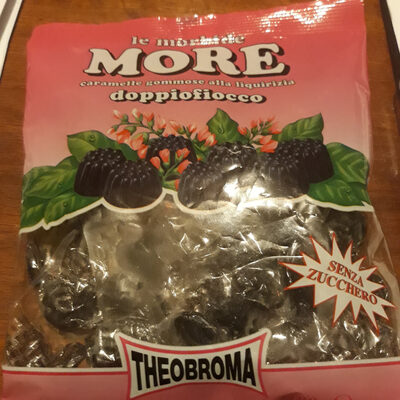 le morbide
MORE
caramelle gommose alla liquirizia
doppiofiocco
SENZA
ZUCCHERO
THEOBROMA